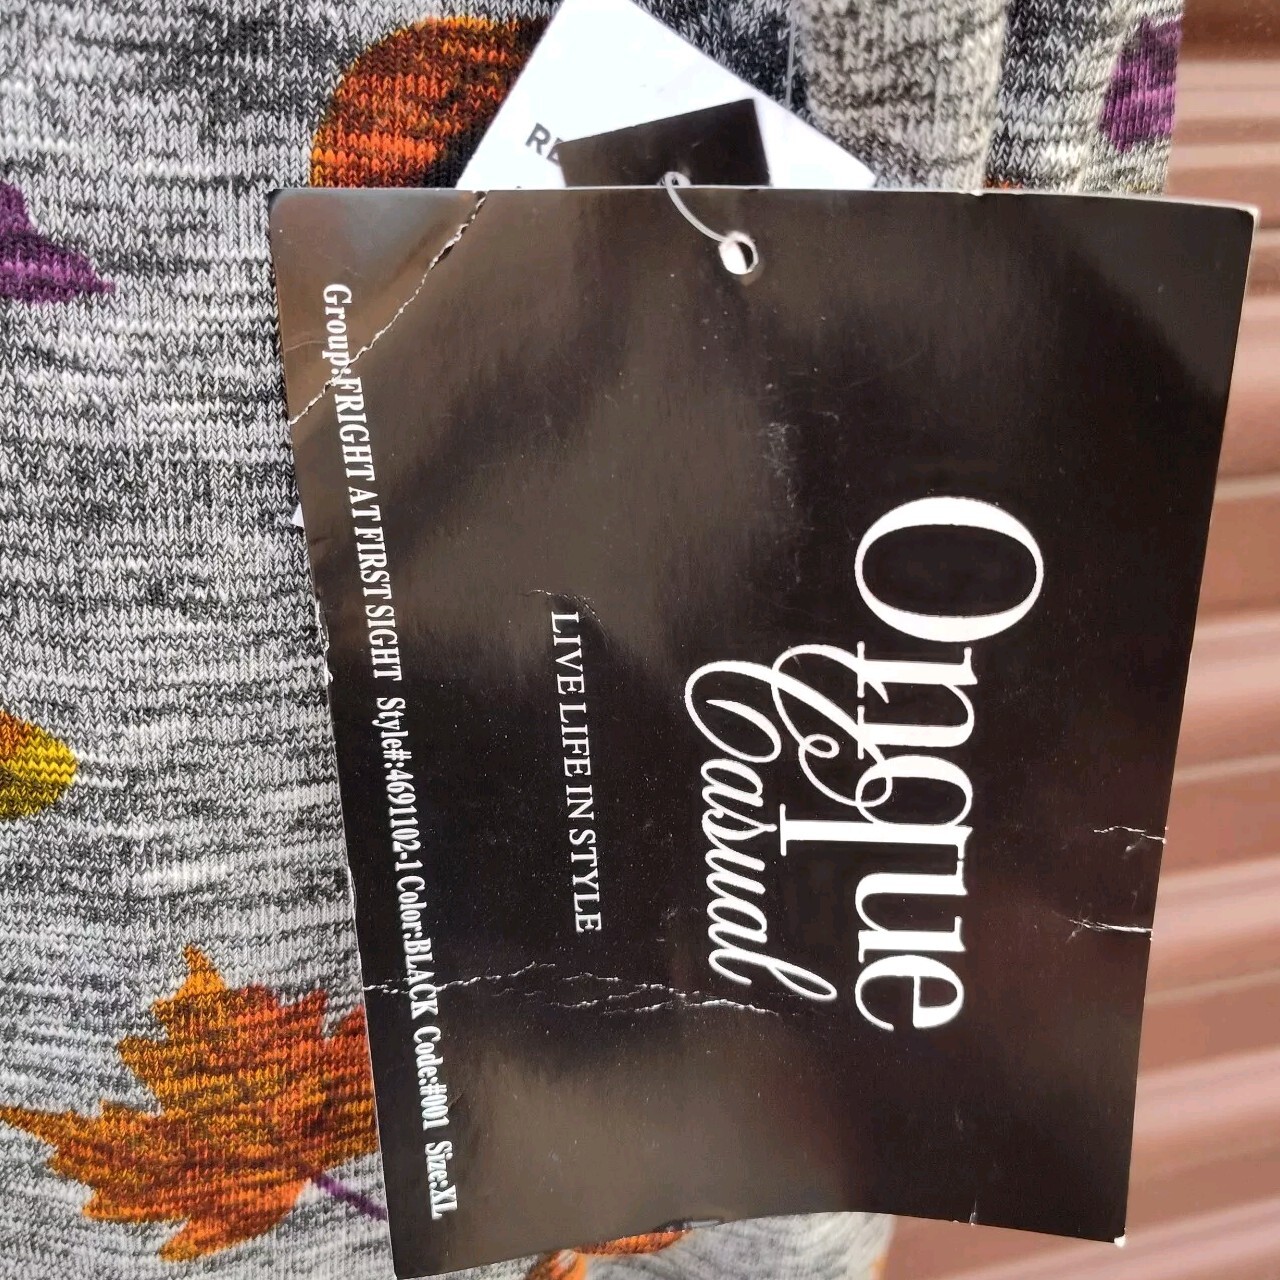 Onque
Casual
LIVE LIFE IN STYLE
Group:FRIGHT AT FIRST SIGHT Style#:4691102-1 Color:BLACK Code:#001 Size:XL